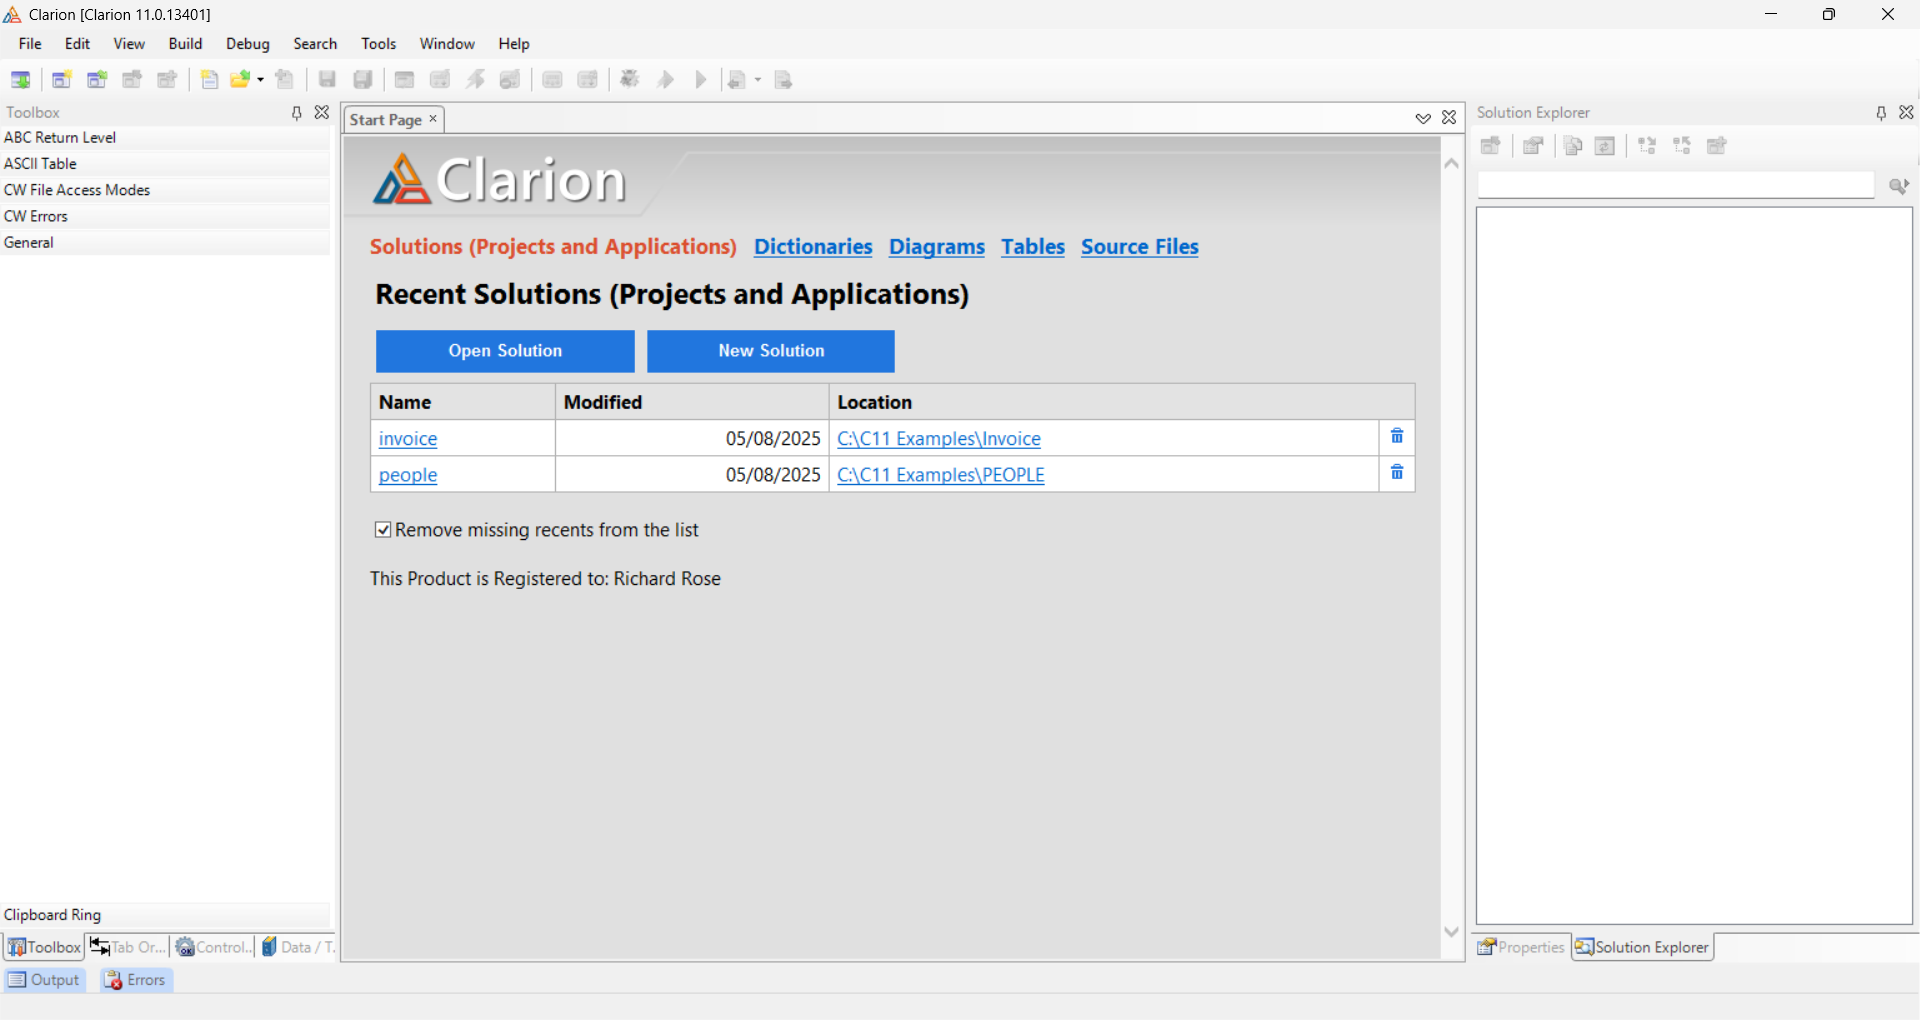 Clarion [Clarion 11.0.13401]
File Edit View Build Debug Search Tools Window Help
Toolbox
ABC Return Level
ASCII Table
CW File Access Modes
CW Errors
General
Clipboard Ring
Toolbox Tab Or... Control... Data / T...
Output Errors
Start Page
Clarion
Solutions (Projects and Applications) Dictionaries Diagrams Tables Source Files
Recent Solutions (Projects and Applications)
Open Solution New Solution
Name Modified Location
invoice 05/08/2025 C:\C11 Examples\Invoice
people 05/08/2025 C:\C11 Examples\PEOPLE
Remove missing recents from the list
This Product is Registered to: Richard Rose
Solution Explorer
Properties Solution Explorer